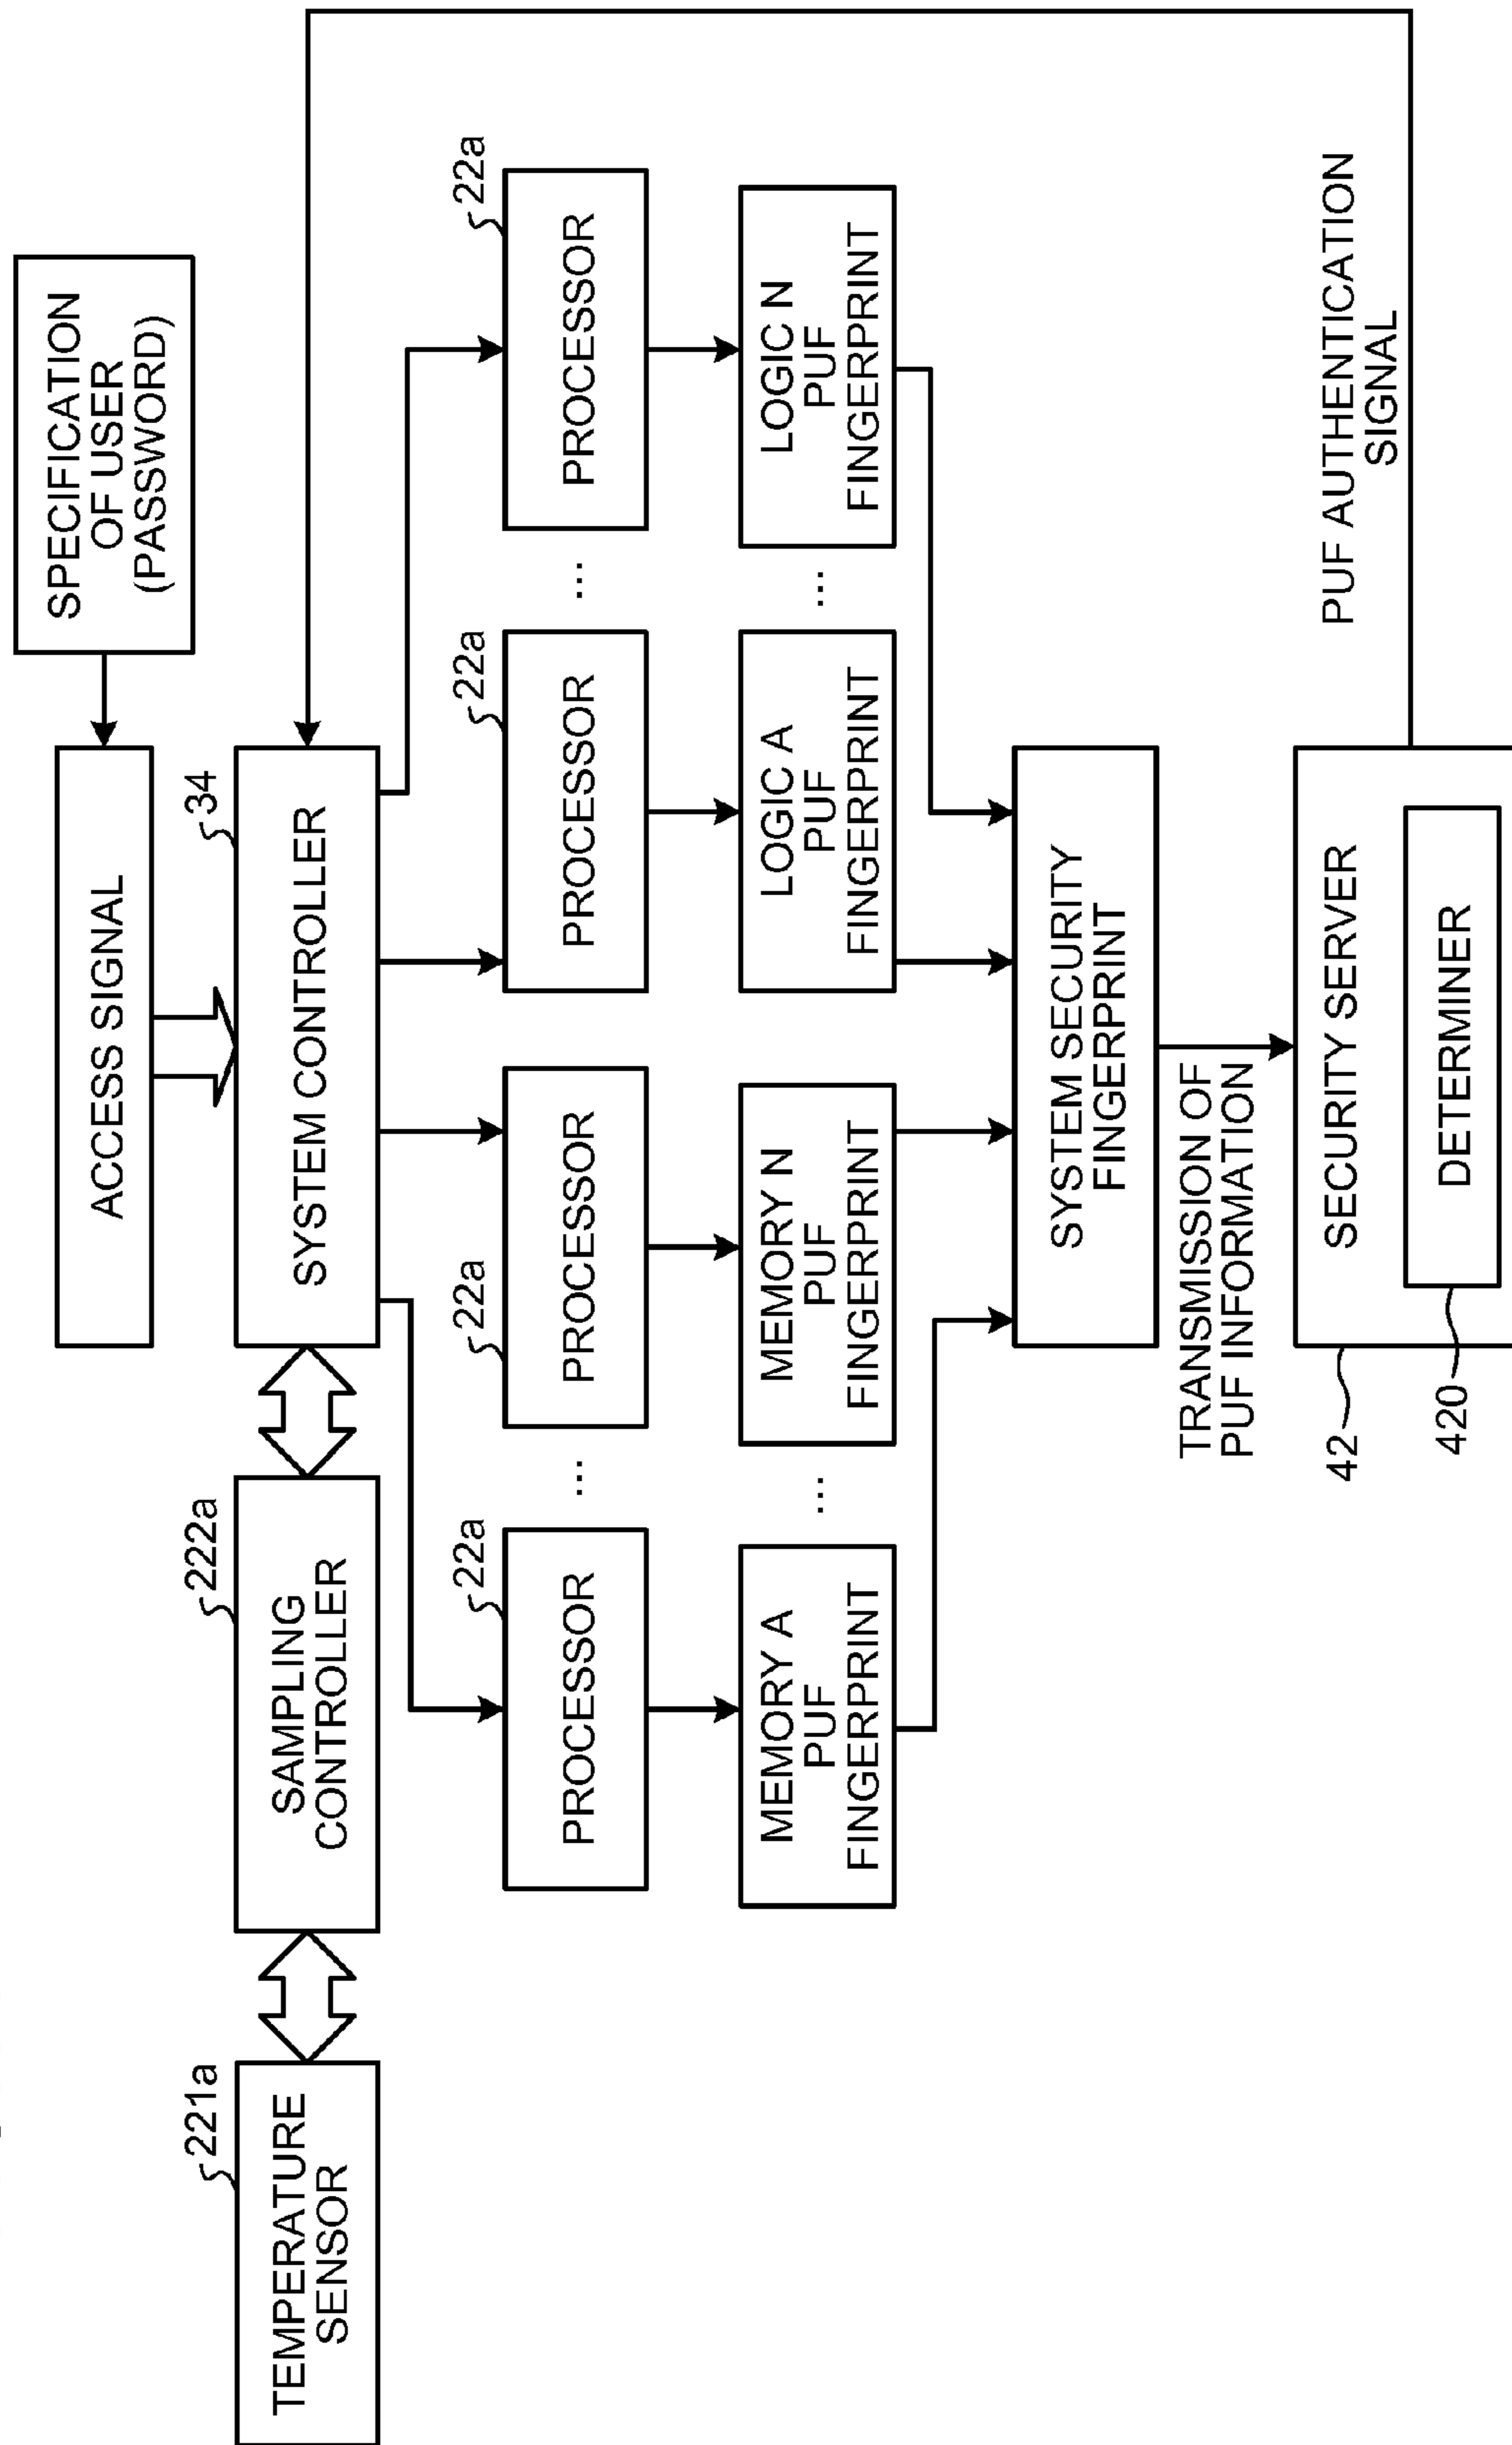 SPECIFICATION
OF USER
(PASSWORD)
ACCESS SIGNAL
221a
TEMPERATURE
SENSOR
222a
SAMPLING
CONTROLLER
34
SYSTEM CONTROLLER
22a
PROCESSOR
...
22a
PROCESSOR
22a
PROCESSOR
...
22a
PROCESSOR
MEMORY A
PUF
FINGERPRINT
...
MEMORY N
PUF
FINGERPRINT
LOGIC A
PUF
FINGERPRINT
...
LOGIC N
PUF
FINGERPRINT
SYSTEM SECURITY
FINGERPRINT
TRANSMISSION OF
PUF INFORMATION
PUF AUTHENTICATION
SIGNAL
42
SECURITY SERVER
420
DETERMINER